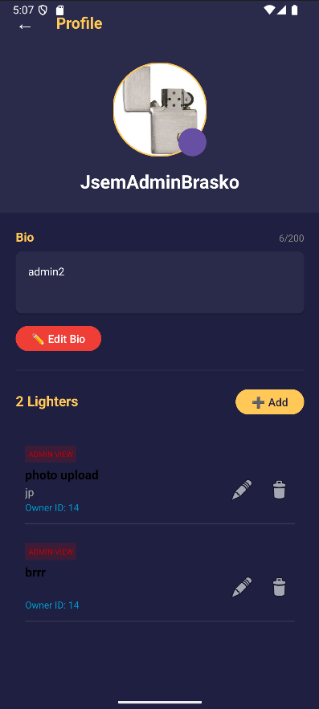 5:07
← Profile
JsemAdminBrasko
Bio 6/200
admin2
✏️ Edit Bio
2 Lighters ➕ Add
ADMIN VIEW
photo upload
jp
Owner ID: 14
ADMIN VIEW
brrr
Owner ID: 14